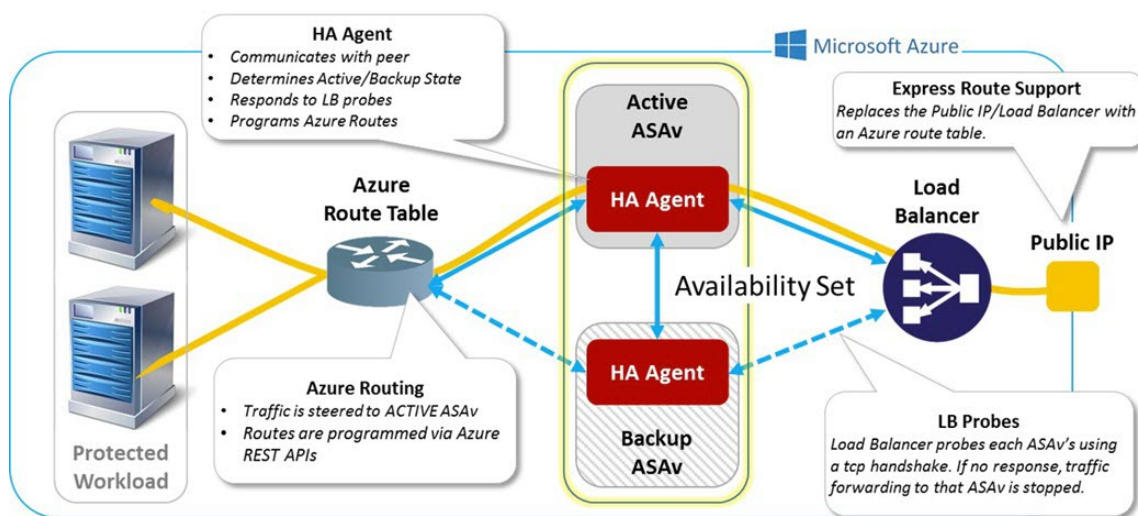 HA Agent
• Communicates with peer
• Determines Active/Backup State
• Responds to LB probes
• Programs Azure Routes
Microsoft Azure
Express Route Support
Replaces the Public IP/Load Balancer with
an Azure route table.
Active
ASAv
HA Agent
Azure
Route Table
Load
Balancer
Public IP
Availability Set
HA Agent
Backup
ASAv
Azure Routing
• Traffic is steered to ACTIVE ASAv
• Routes are programmed via Azure
REST APIs
LB Probes
Load Balancer probes each ASAv's using
a tcp handshake. If no response, traffic
forwarding to that ASAv is stopped.
Protected
Workload